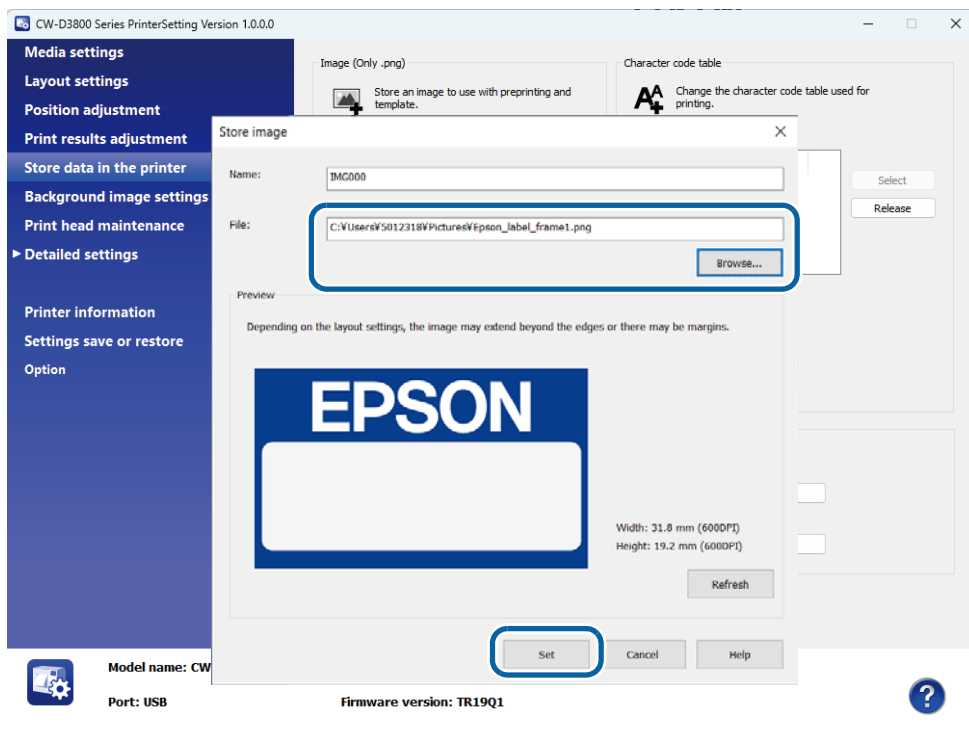 CW-D3800 Series PrinterSetting Version 1.0.0.0
Media settings
Layout settings
Position adjustment
Print results adjustment
Store data in the printer
Background image settings
Print head maintenance
Detailed settings
Printer information
Settings save or restore
Option
Image (Only .png)
Store an image to use with preprinting and
template.
Character code table
Change the character code table used for
printing.
Select
Release
Store image
Name:
IMG000
File:
C:¥Users¥5012318¥Pictures¥Epson_label_frame1.png
Browse...
Preview
Depending on the layout settings, the image may extend beyond the edges or there may be margins.
EPSON
Width: 31.8 mm (600DPI)
Height: 19.2 mm (600DPI)
Refresh
Set
Cancel
Help
Model name: CW
Port: USB
Firmware version: TR19Q1
?